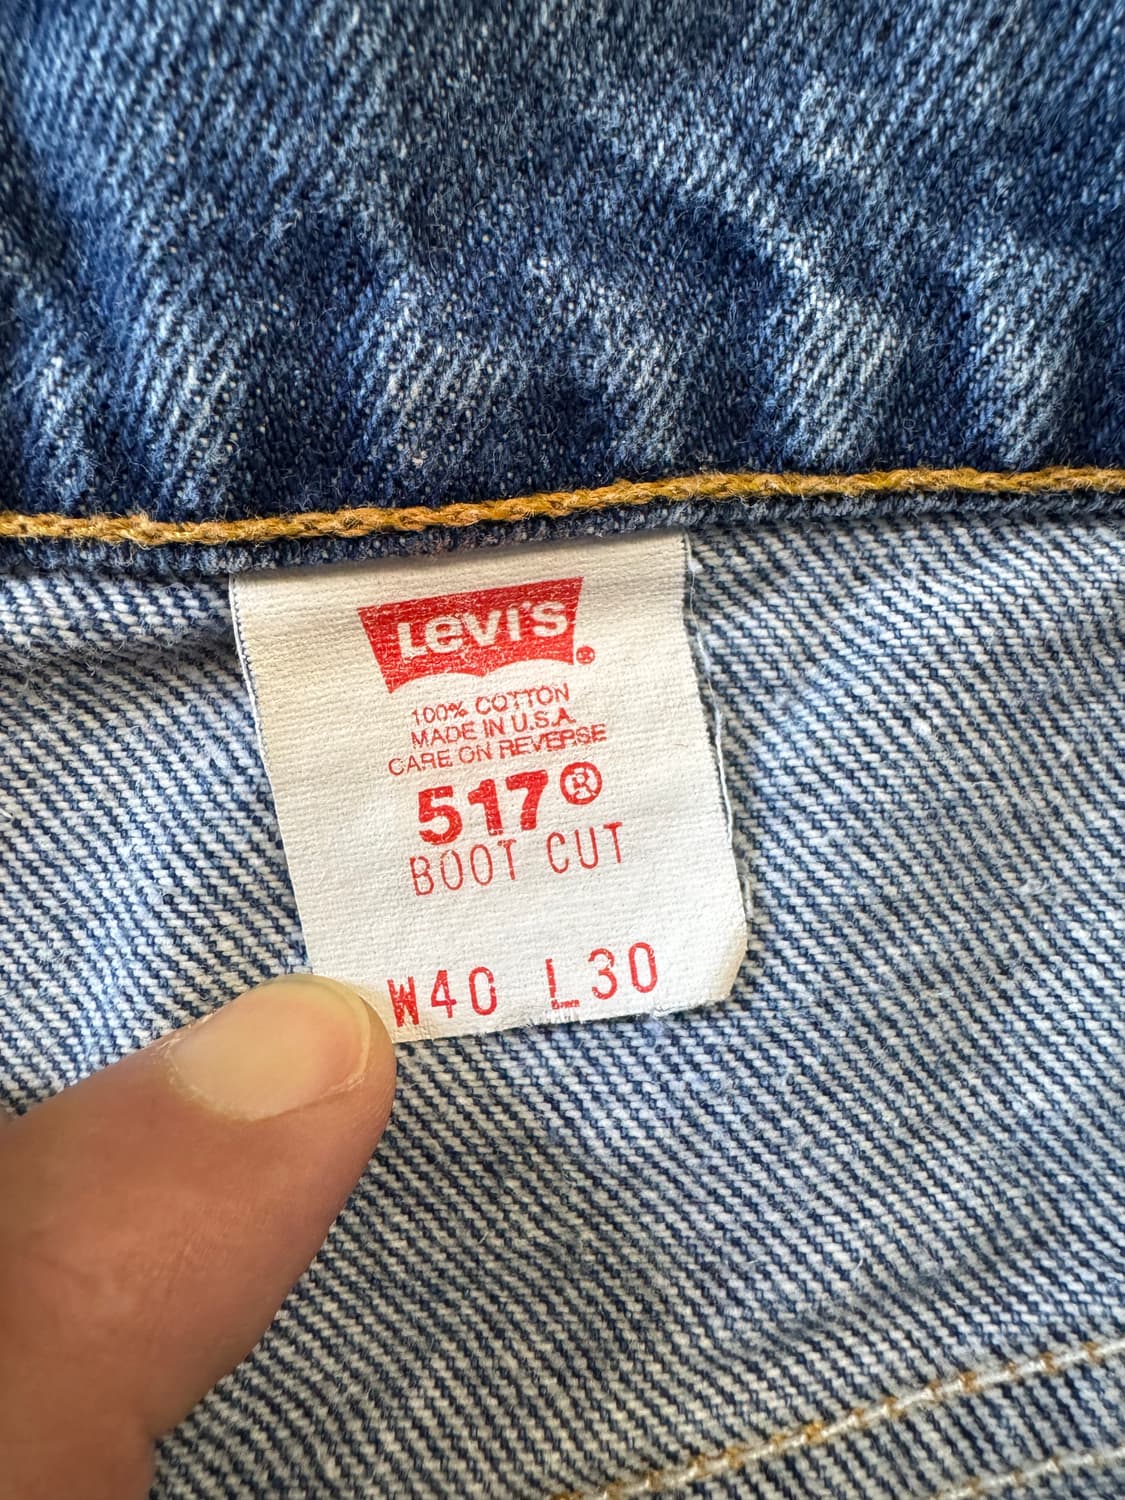 Levi's®
100% COTTON
MADE IN U.S.A.
CARE ON REVERSE
517®
BOOT CUT
W40 L30